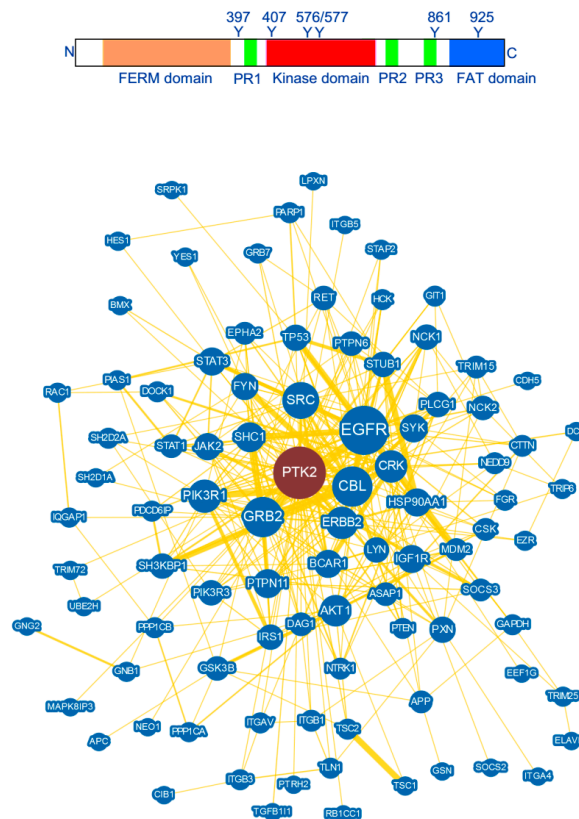 397 407 576/577 861 925
Y Y Y Y Y Y
N C
FERM domain PR1 Kinase domain PR2 PR3 FAT domain
LPXN
SRPK1
PARP1
ITGB5
HES1
YES1
GRB7
STAP2
RET
HCK
GIT1
BMX
EPHA2
TP53
PTPN6
NCK1
STAT3
STUB1
TRIM15
RAC1
PIAS1
DOCK1
FYN
SRC
PLCG1
NCK2
CDH5
SH2D2A
STAT1
JAK2
SHC1
EGFR
SYK
CTTN
SH2D1A
PTK2
CBL
CRK
NEDD9
TRIP6
IQGAP1
PDCD6IP
PIK3R1
GRB2
ERBB2
HSP90AA1
FGR
CSK
EZR
TRIM72
SH3KBP1
PTPN11
BCAR1
LYN
IGF1R
MDM2
UBE2H
PIK3R3
ASAP1
SOCS3
GNG2
PPP1CB
IRS1
DAG1
AKT1
PTEN
PXN
GAPDH
GNB1
GSK3B
NTRK1
EEF1G
MAPK8IP3
NEO1
APP
TRIM25
APC
PPP1CA
ITGAV
ITGB1
TSC2
ELAVL
ITGB3
PTRH2
TLN1
TSC1
GSN
SOCS2
ITGA4
CIB1
TGFB1I1
RB1CC1